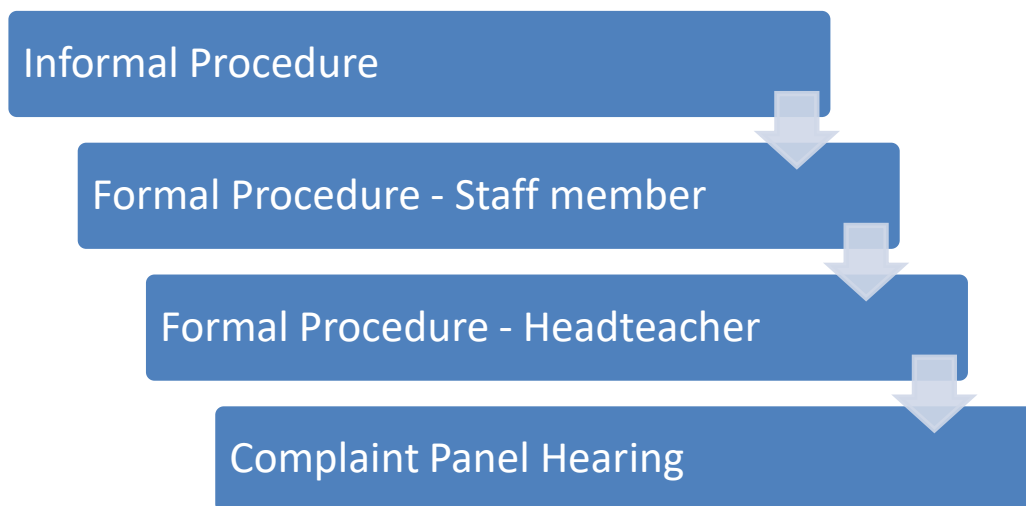 Informal Procedure
Formal Procedure - Staff member
Formal Procedure - Headteacher
Complaint Panel Hearing